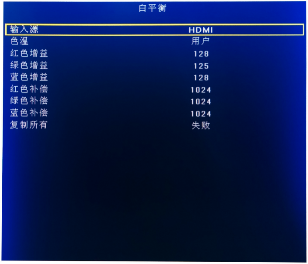 白平衡
输入源 HDMI
色温 用户
红色增益 128
绿色增益 125
蓝色增益 128
红色补偿 1024
绿色补偿 1024
蓝色补偿 1024
复制所有 失败